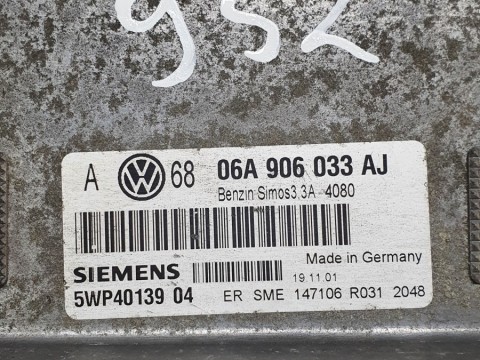 952
A VW 68 06A 906 033 AJ
Benzin Simos3.3A 4080
Made in Germany
SIEMENS 19 11 01
5WP40139 04 ER SME 147106 R031 2048